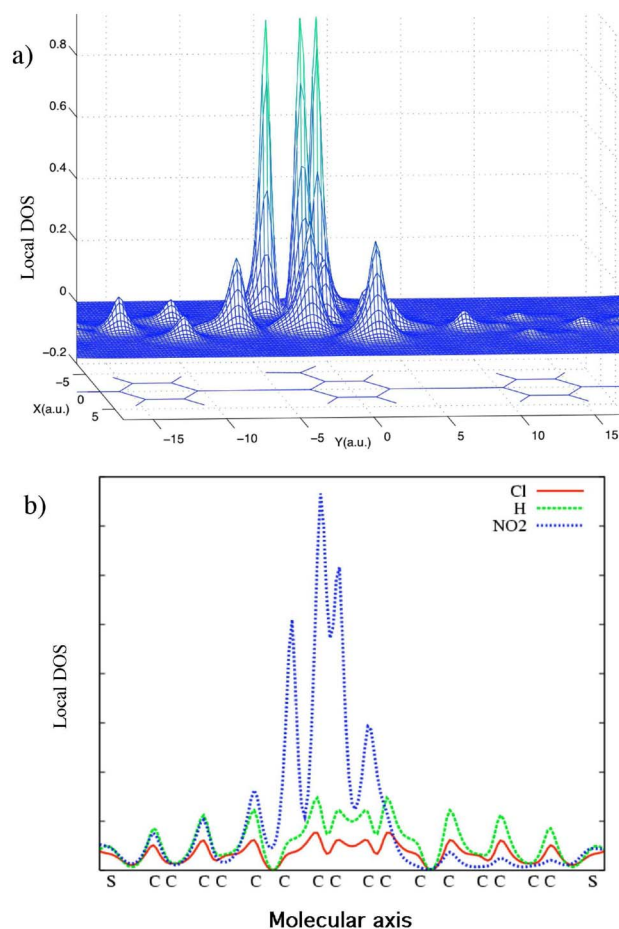 a)
0.8
0.6
0.4
0.2
0
−0.2
Local DOS
−5
0
5
X(a.u.)
−15
−10
−5
0
5
10
15
Y(a.u.)
b)
Cl
H
NO2
Local DOS
S C C C C C C C C C C C C C C C C S
Molecular axis